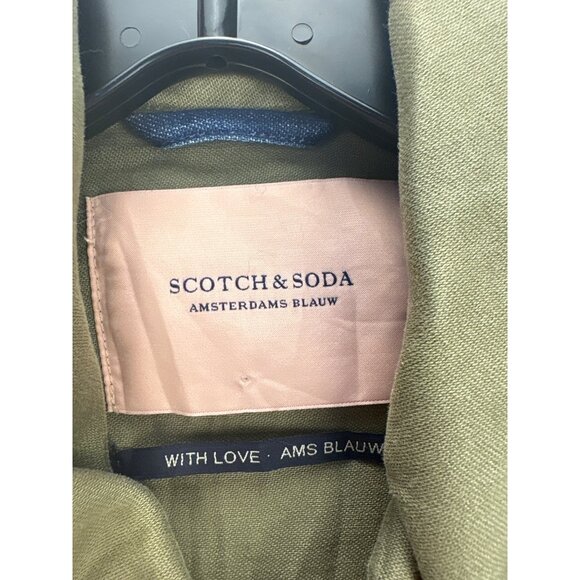 SCOTCH & SODA
AMSTERDAMS BLAUW
WITH LOVE · AMS BLAUW